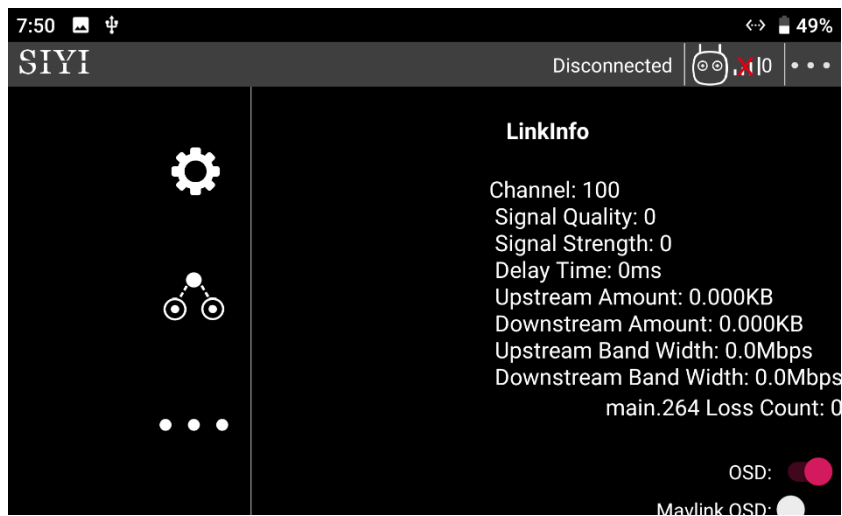 7:50 49%
SIYI Disconnected 0
LinkInfo
Channel: 100
Signal Quality: 0
Signal Strength: 0
Delay Time: 0ms
Upstream Amount: 0.000KB
Downstream Amount: 0.000KB
Upstream Band Width: 0.0Mbps
Downstream Band Width: 0.0Mbps
main.264 Loss Count: 0
OSD:
Mavlink OSD: